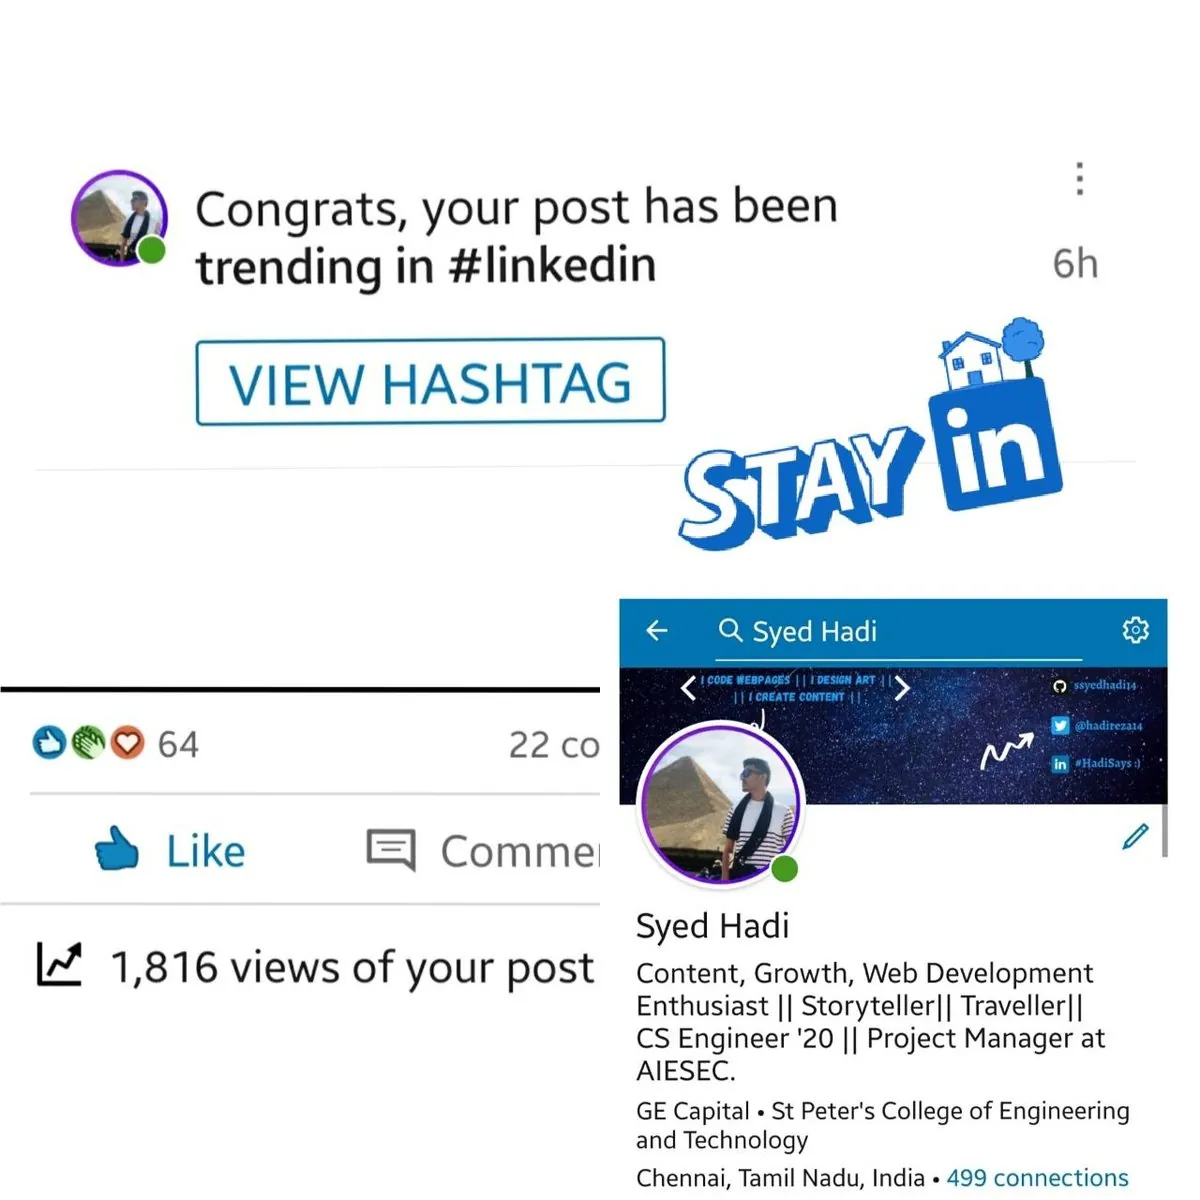 Congrats, your post has been
trending in #linkedin
6h
VIEW HASHTAG
STAY in
64
22 co
Like
Comme
1,816 views of your post
Syed Hadi
I CODE WEBPAGES || I DESIGN ART ||
|| I CREATE CONTENT ||
ssyedhadi14
@hadireza14
in #HadiSays :)
Syed Hadi
Content, Growth, Web Development
Enthusiast || Storyteller|| Traveller||
CS Engineer '20 || Project Manager at
AIESEC.
GE Capital • St Peter's College of Engineering
and Technology
Chennai, Tamil Nadu, India • 499 connections